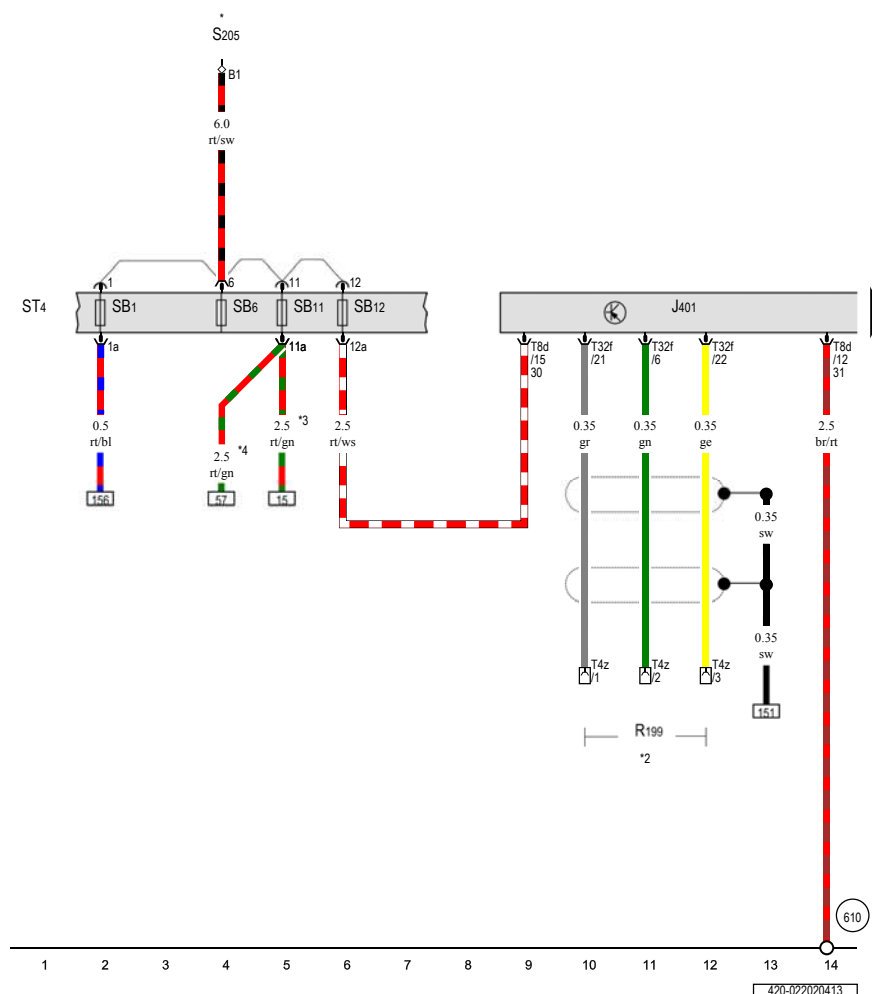 *
S205
B1
6.0
rt/sw
1
6
11
12
ST4
SB1
SB6
SB11
SB12
J401
1a
11a
12a
T8d
/15
30
T32f
/21
T32f
/6
T32f
/22
T8d
/12
31
0.5
rt/bl
2.5
rt/gn
*4
2.5
rt/gn
*3
2.5
rt/ws
0.35
gr
0.35
gn
0.35
ge
2.5
br/rt
156
57
15
0.35
sw
0.35
sw
T4z
/1
T4z
/2
T4z
/3
151
R199
*2
610
1 2 3 4 5 6 7 8 9 10 11 12 13 14
420-022020413